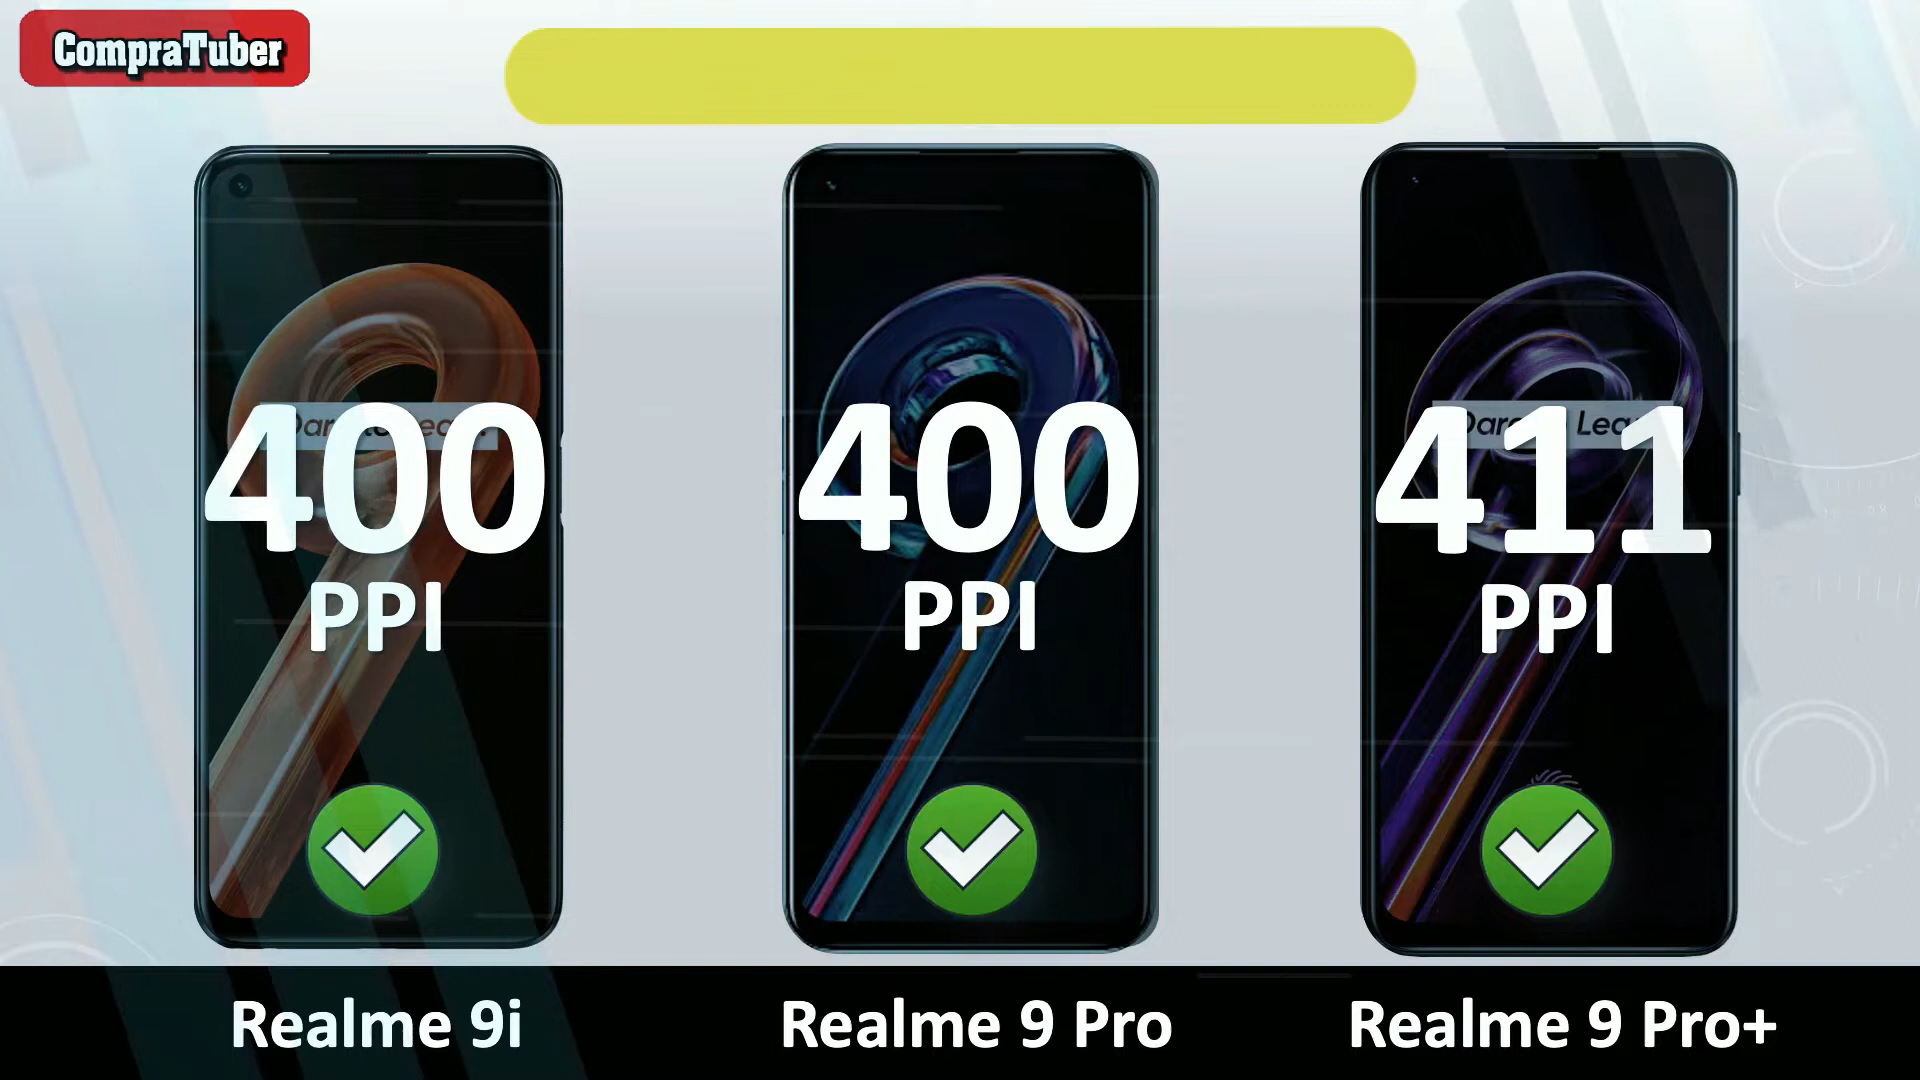 CompraTuber
400
PPI
400
PPI
411
PPI
Realme 9i
Realme 9 Pro
Realme 9 Pro+